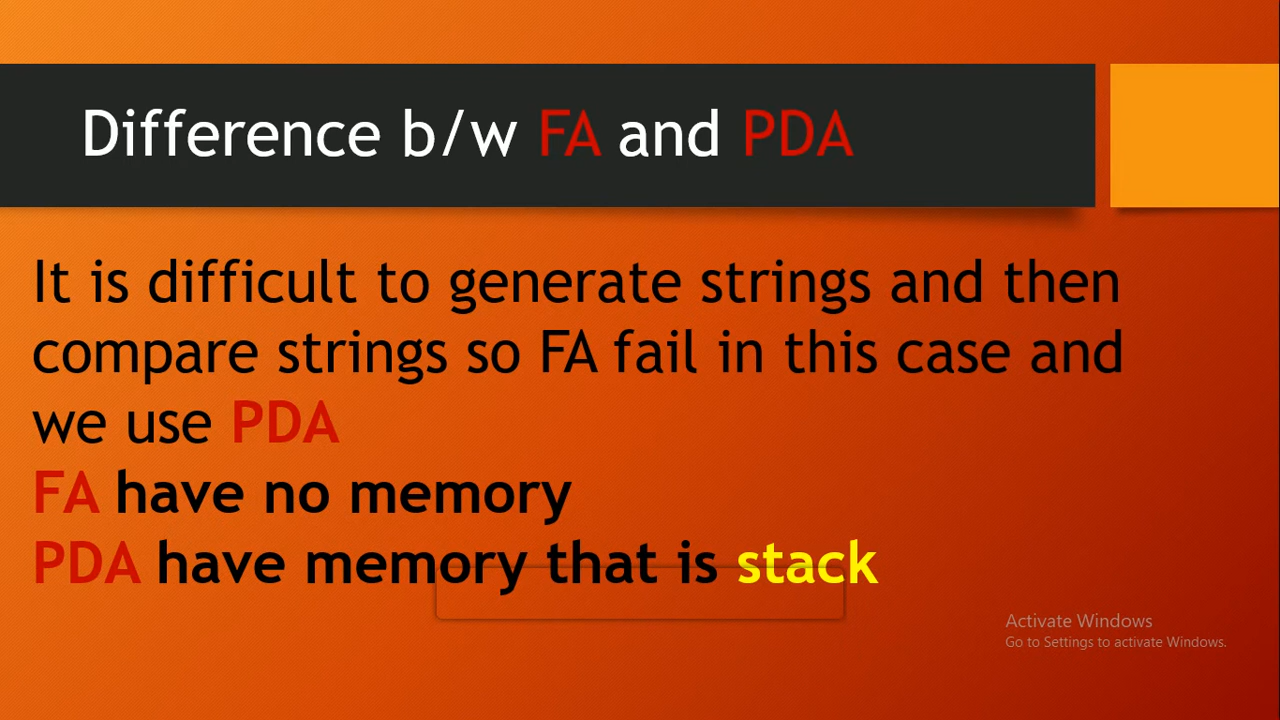 Difference b/w FA and PDA
It is difficult to generate strings and then
compare strings so FA fail in this case and
we use PDA
FA have no memory
PDA have memory that is stack
Activate Windows
Go to Settings to activate Windows.